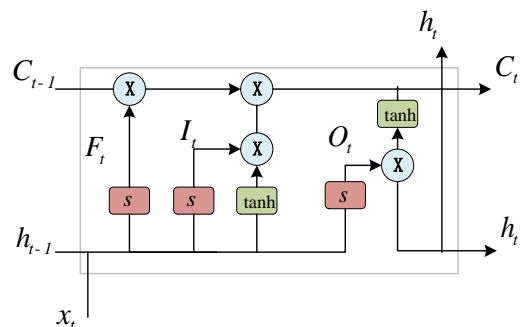 h_t
C_{t-1} X X C_t
tanh
F_t I_t X O_t X
s s tanh s
h_{t-1} h_t
x_t